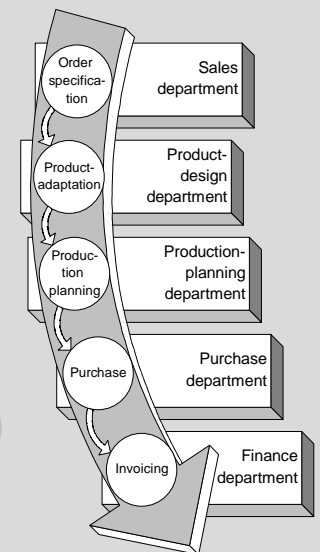 Order
specifica-
tion
Sales
department
Product-
adaptation
Product-
design
department
Produc-
tion
planning
Production-
planning
department
Purchase
Purchase
department
Invoicing
Finance
department